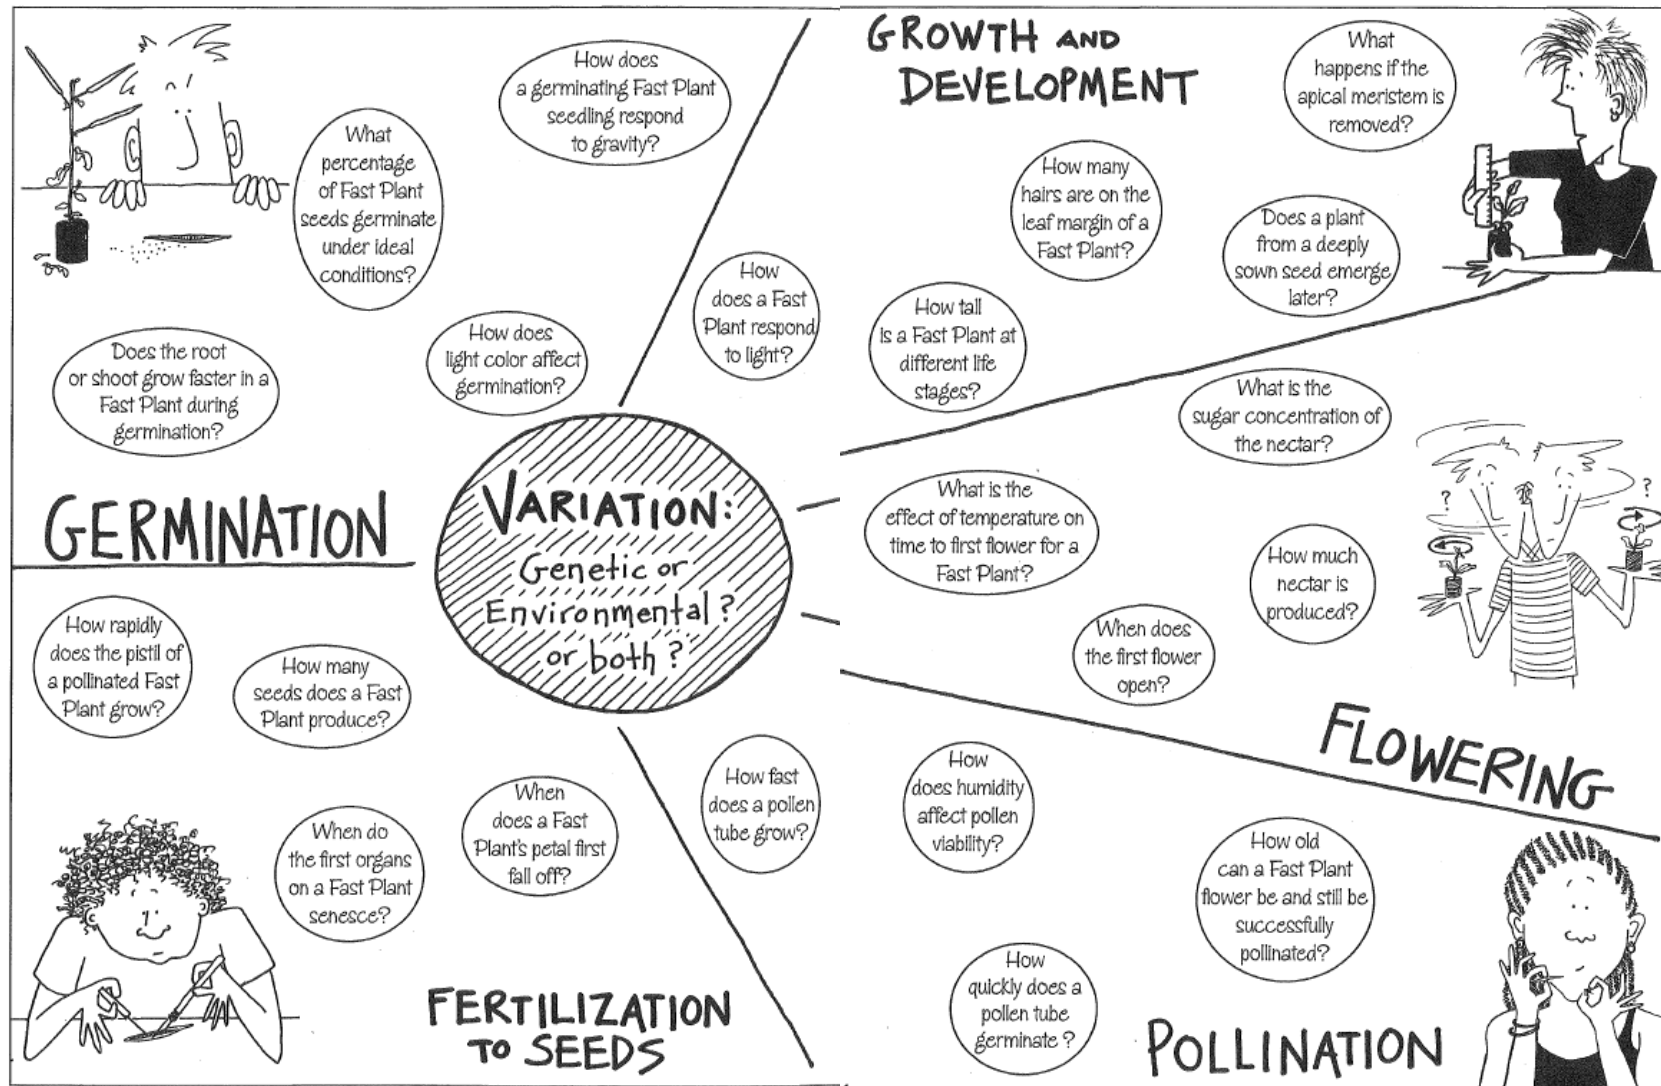 How does
a germinating Fast Plant
seedling respond
to gravity?
What
percentage
of Fast Plant
seeds germinate
under ideal
conditions?
How does
light color affect
germination?
Does the root
or shoot grow faster in a
Fast Plant during
germination?
GERMINATION
GROWTH AND
DEVELOPMENT
What
happens if the
apical meristem is
removed?
How many
hairs are on the
leaf margin of a
Fast Plant?
Does a plant
from a deeply
sown seed emerge
later?
How
does a Fast
Plant respond
to light?
How tall
is a Fast Plant at
different life
stages?
VARIATION:
Genetic or
Environmental?
or both?
What is the
sugar concentration of
the nectar?
What is the
effect of temperature on
time to first flower for a
Fast Plant?
How much
nectar is
produced?
When does
the first flower
open?
?
?
FLOWERING
How rapidly
does the pistil of
a pollinated Fast
Plant grow?
How many
seeds does a Fast
Plant produce?
When do
the first organs
on a Fast Plant
senesce?
When
does a Fast
Plant's petal first
fall off?
FERTILIZATION
TO SEEDS
How fast
does a pollen
tube grow?
How
does humidity
affect pollen
viability?
How old
can a Fast Plant
flower be and still be
successfully
pollinated?
How
quickly does a
pollen tube
germinate ?
POLLINATION